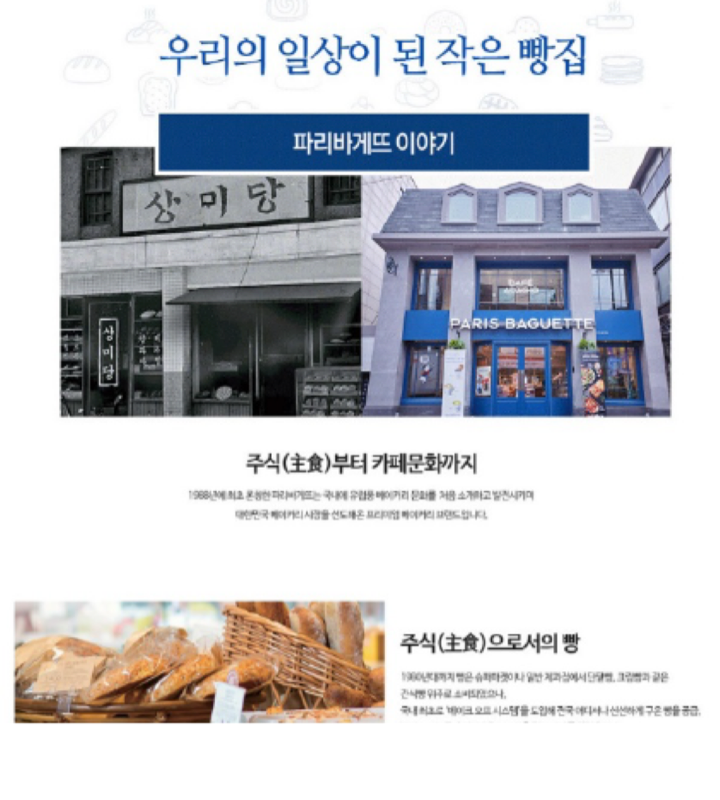 우리의 일상이 된 작은 빵집
파리바게뜨 이야기
상미당
상미당
CAFÉ
PARIS BAGUETTE
주식(主食)부터 카페문화까지
1988년에 최초 론칭한 파리바게뜨는 국내에 유럽풍 베이커리 문화를 처음 소개하고 발전시키며
대한민국 베이커리 시장을 선도해온 프리미엄 베이커리 브랜드입니다.
주식(主食)으로서의 빵
1980년대까지 빵은 슈퍼마켓이나 일반 제과점에서 단팥빵, 크림빵과 같은
간식빵 위주로 소비되었으나,
국내 최초로 '베이크 오프 시스템'을 도입해 전국 어디서나 신선하게 구운 빵을 공급,